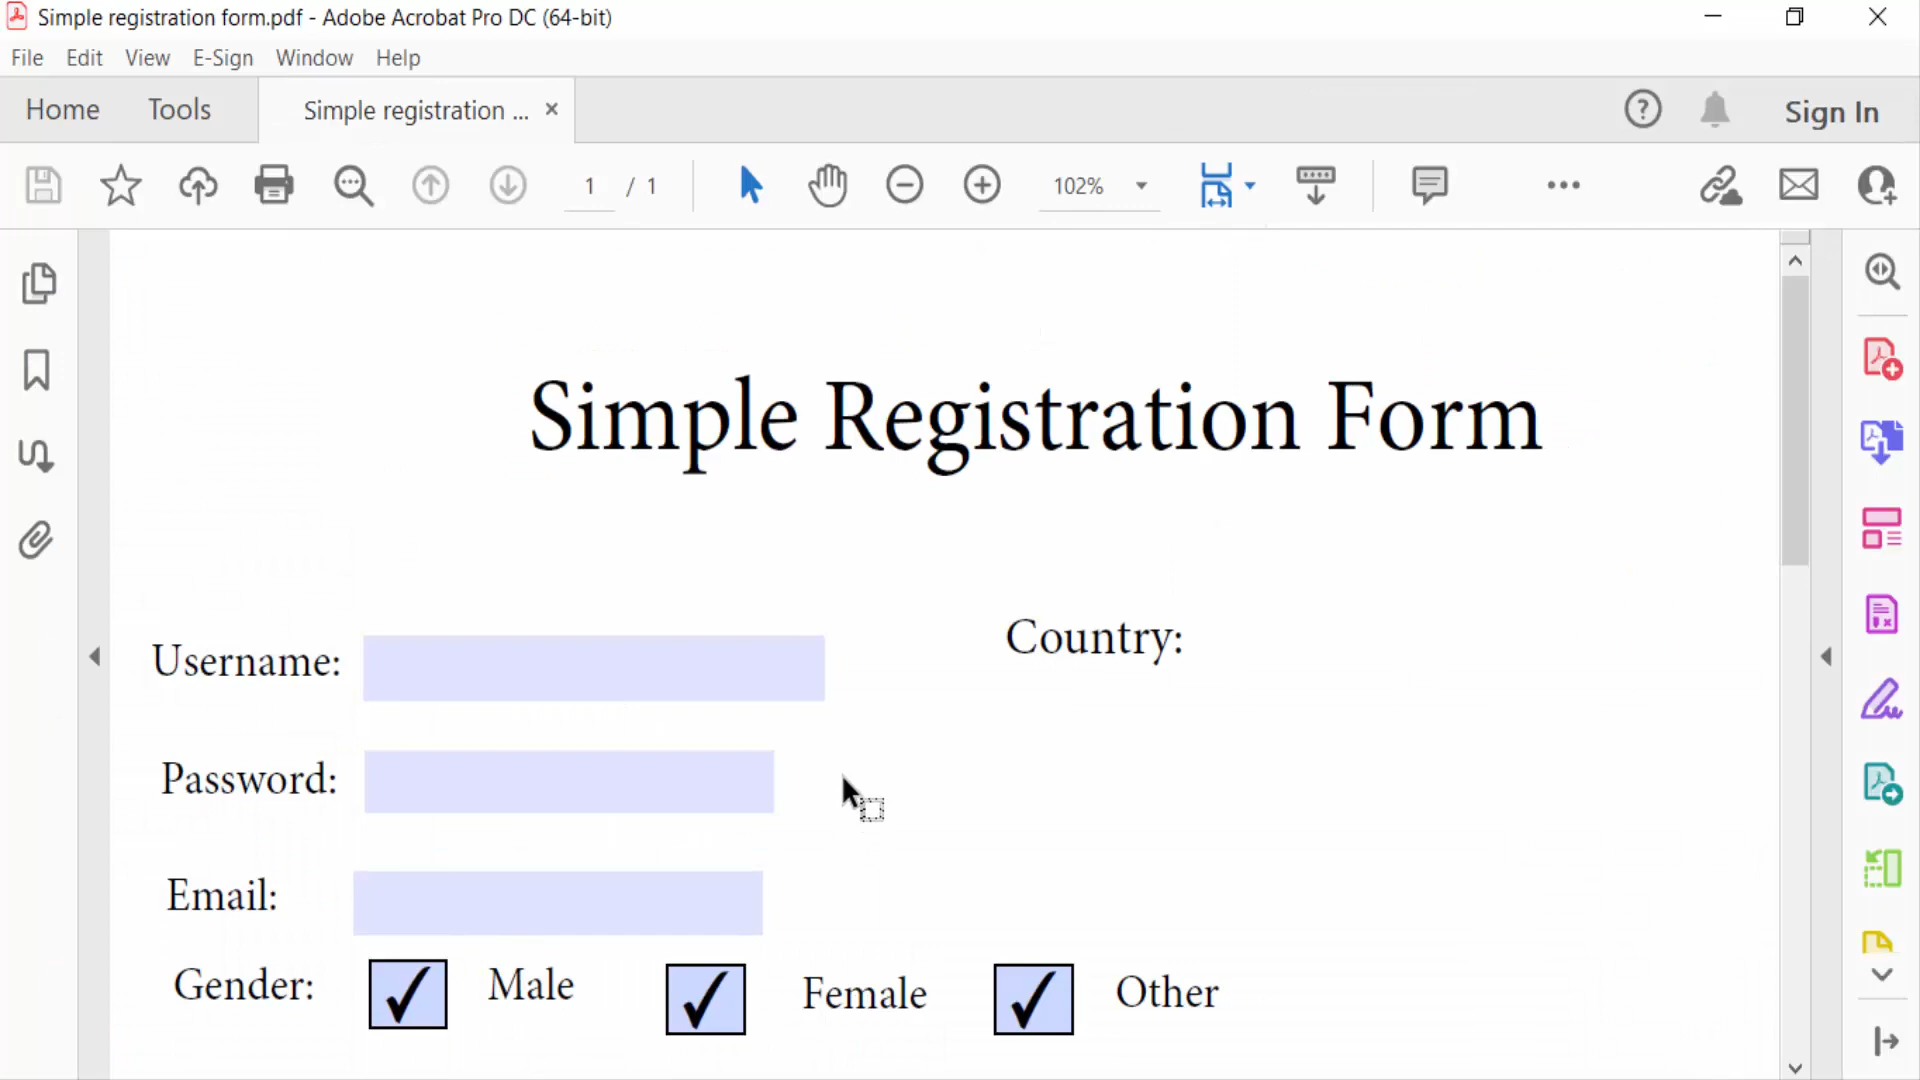 Simple registration form.pdf - Adobe Acrobat Pro DC (64-bit)
File Edit View E-Sign Window Help
Home Tools Simple registration ... × Sign In
1 / 1 102%
Simple Registration Form
Username:
Country:
Password:
Email:
Gender: Male Female Other